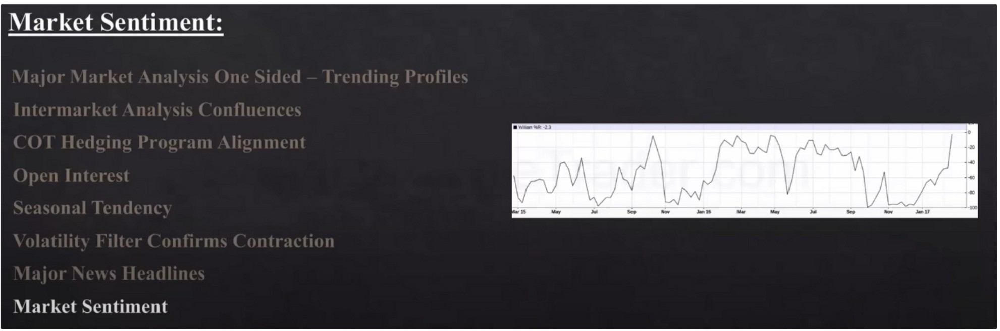 Market Sentiment:
Major Market Analysis One Sided – Trending Profiles
Intermarket Analysis Confluences
COT Hedging Program Alignment
Open Interest
Seasonal Tendency
Volatility Filter Confirms Contraction
Major News Headlines
Market Sentiment
William %R: -2.3
0
-20
-40
-60
-80
-100
Mar 15 May Jul Sep Nov Jan 16 Mar May Jul Sep Nov Jan 17